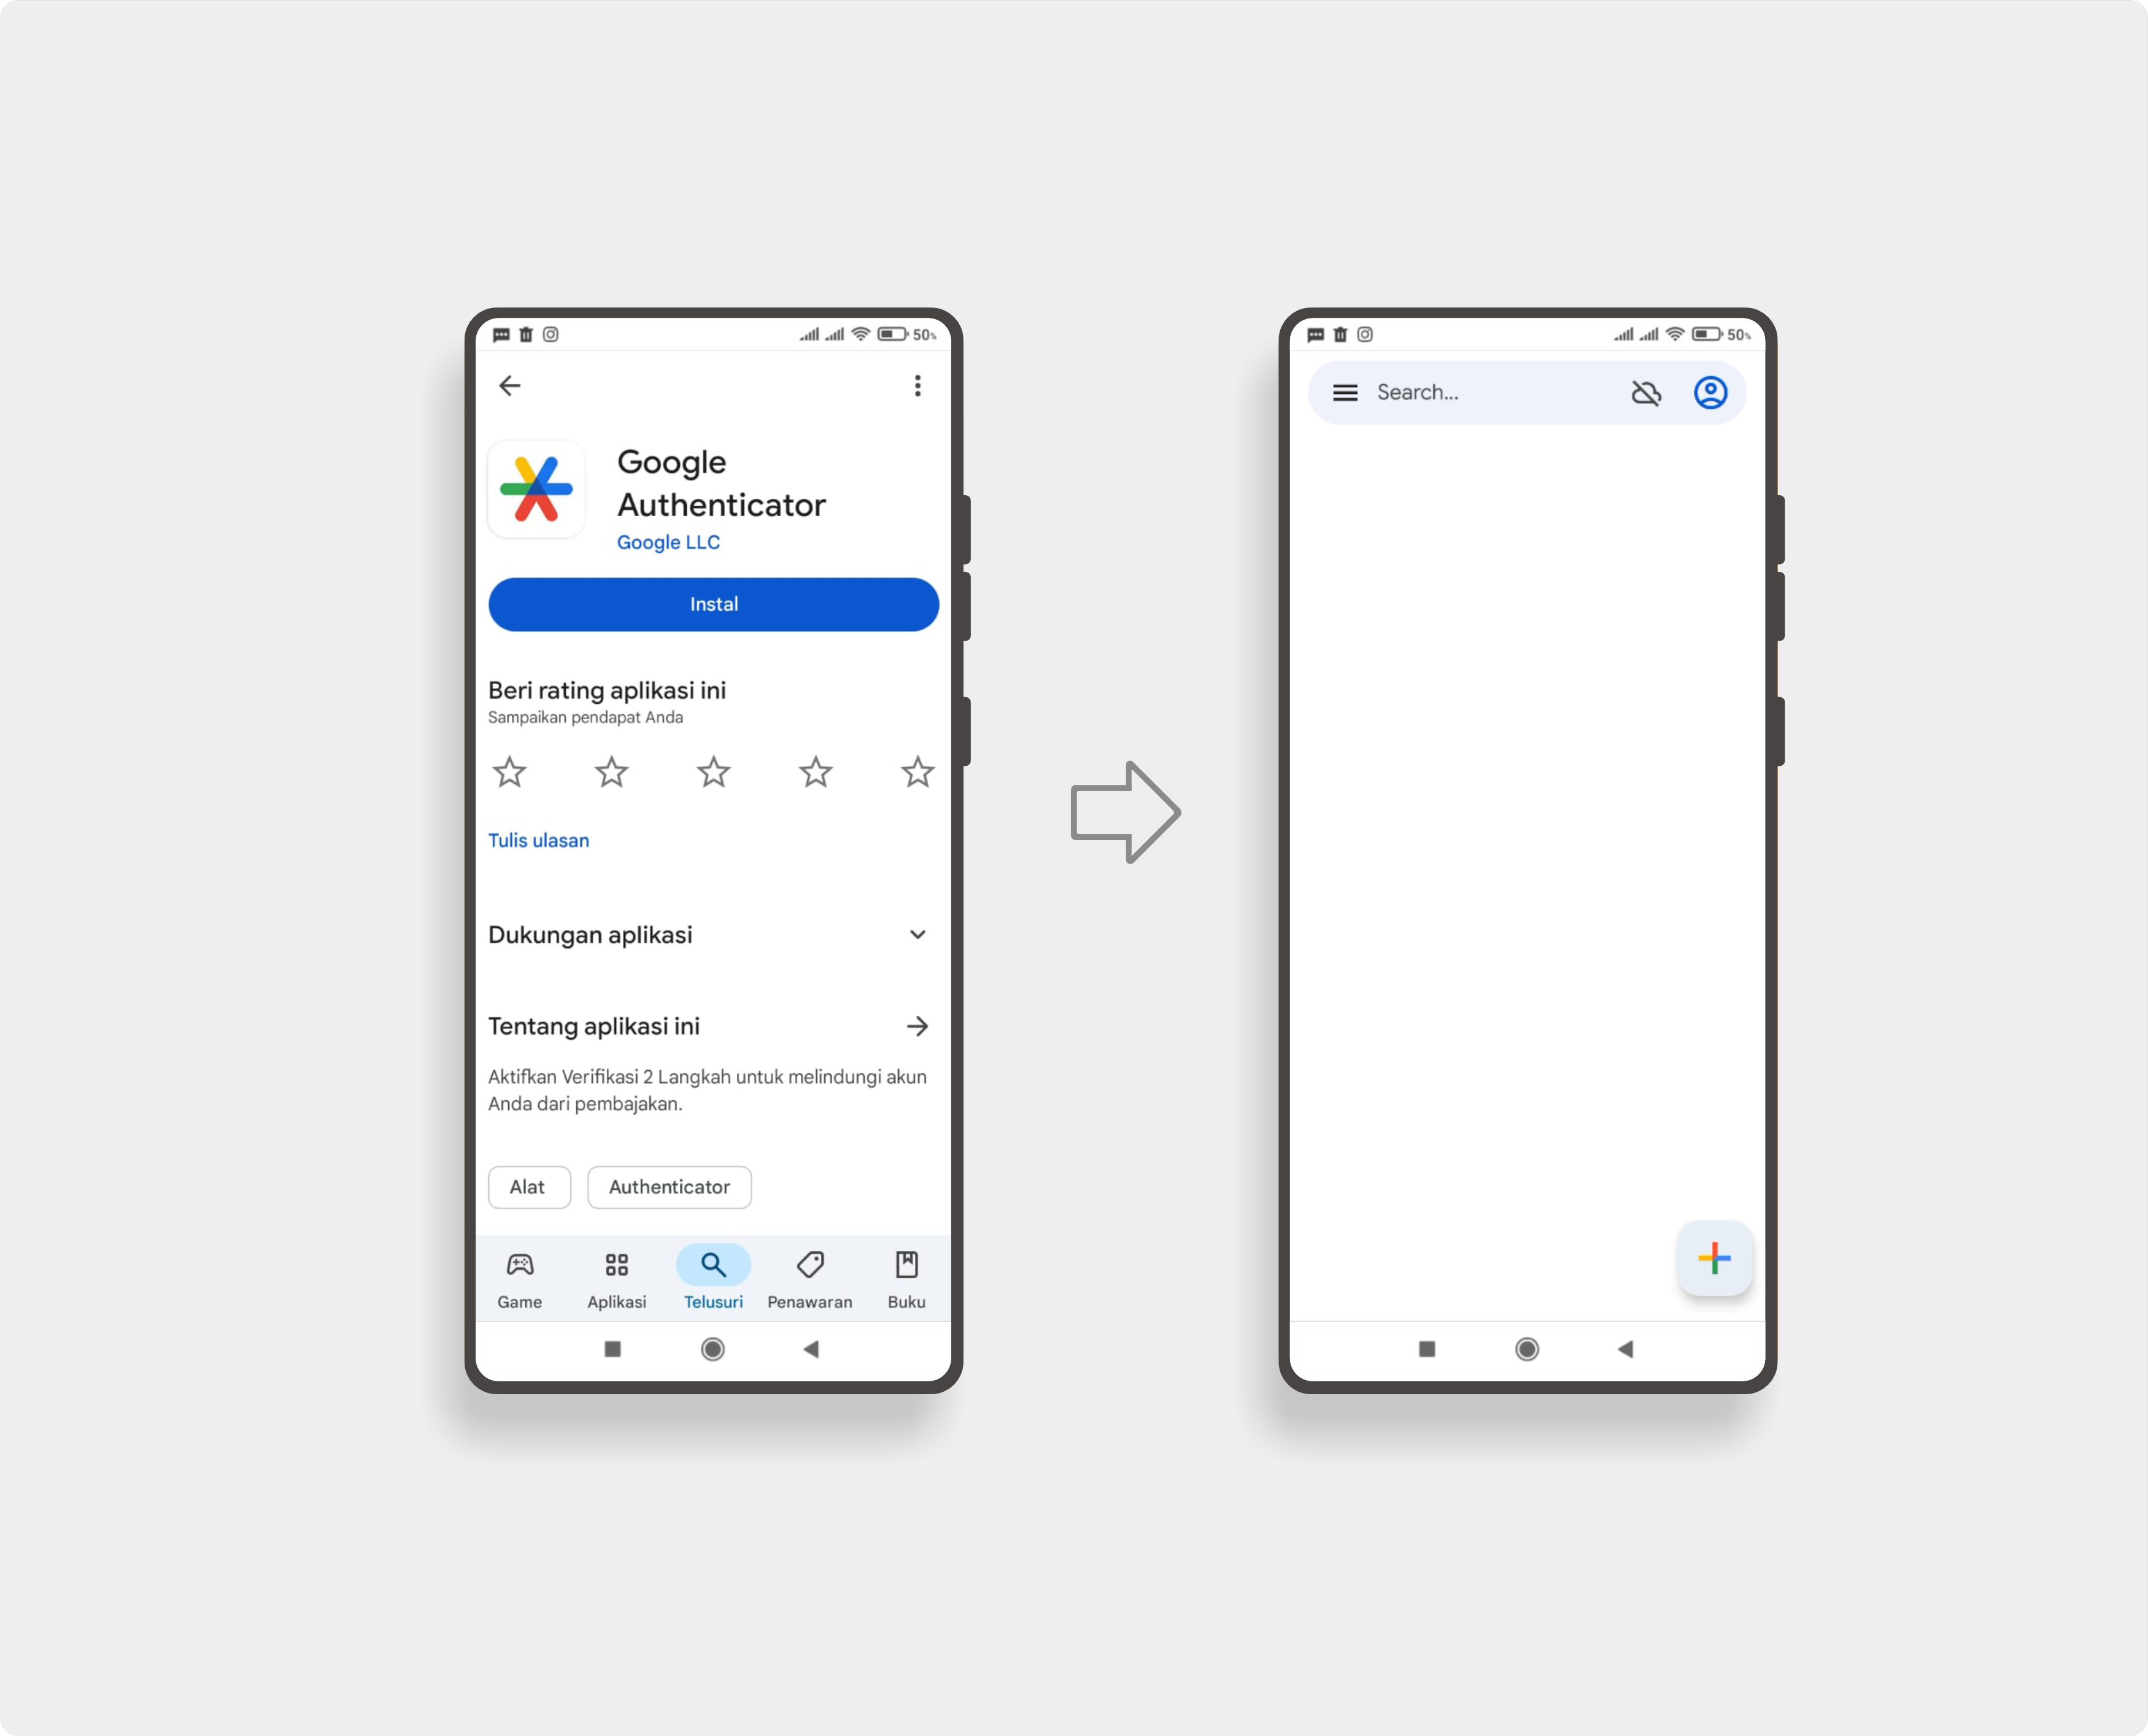 50%
Google
Authenticator
Google LLC
Instal
Beri rating aplikasi ini
Sampaikan pendapat Anda
Tulis ulasan
Dukungan aplikasi
Tentang aplikasi ini
Aktifkan Verifikasi 2 Langkah untuk melindungi akun
Anda dari pembajakan.
Alat Authenticator
Game Aplikasi Telusuri Penawaran Buku
50%
Search...